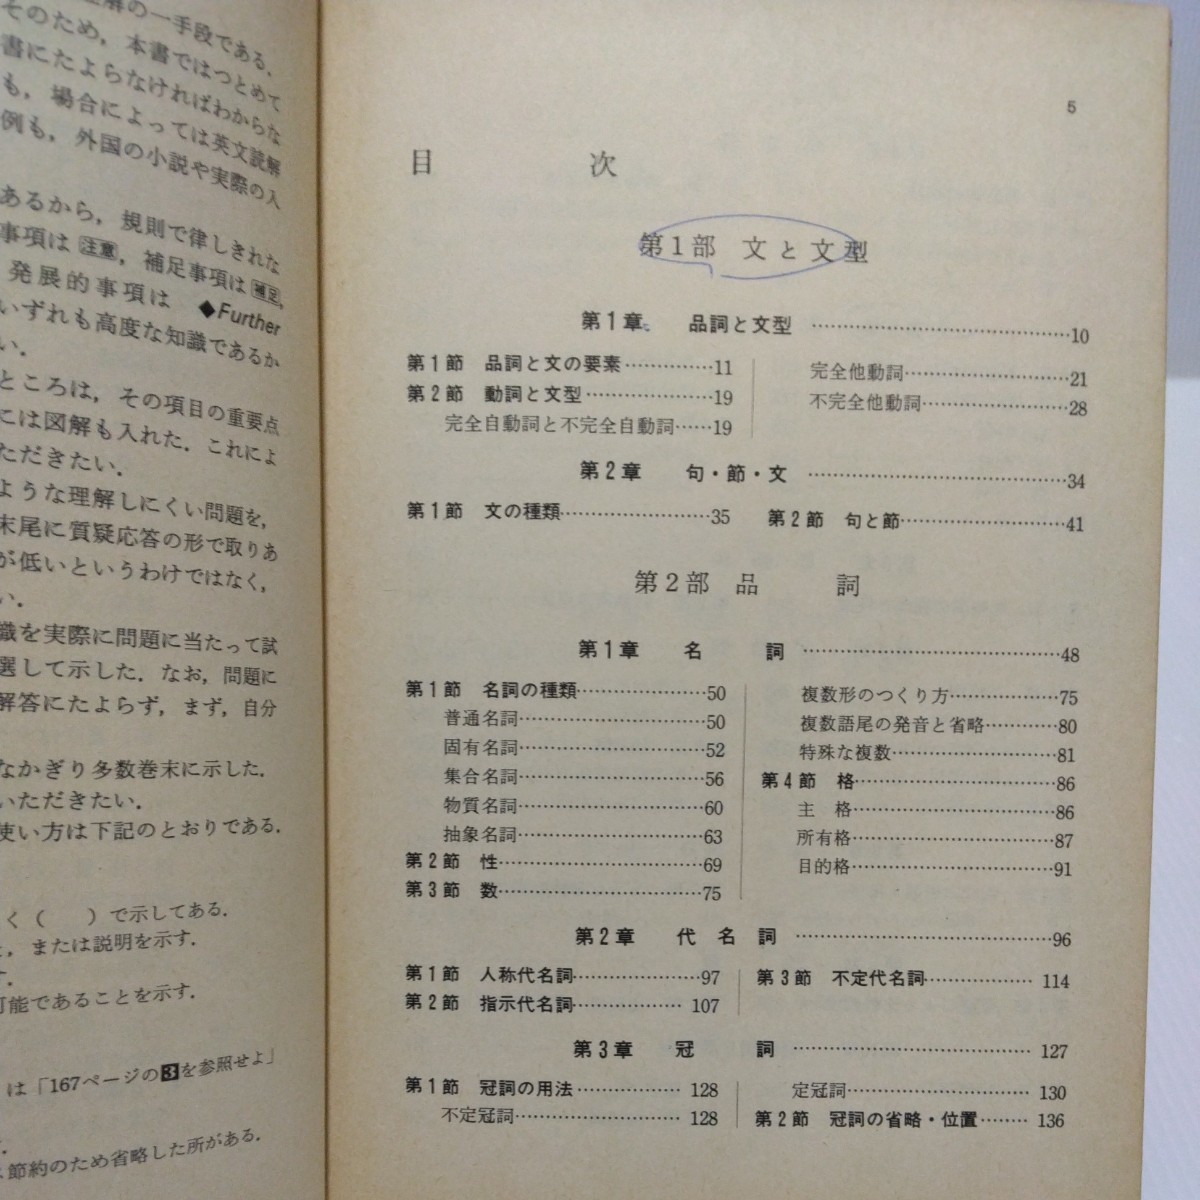 の一手段である.
そのため, 本書ではつとめて
書にたよらなければわからな
も, 場合によっては英文読解
例も, 外国の小説や実際の入
あるから, 規則で律しきれな
事項は 注意, 補足事項は 補足,
発展的事項は ◆Further
いずれも高度な知識であるか
い.
ところは, その項目の重要点
には図解も入れた. これによ
ただきたい.
ような理解しにくい問題を,
末尾に質疑応答の形で取りあ
が低いというわけではなく,
い.
識を実際に問題に当たって試
選して示した. なお, 問題に
解答にたよらず, まず, 自分
なかぎり多数巻末に示した.
いただきたい.
使い方は下記のとおりである.
く( )で示してある.
, または説明を示す.
す.
可能であることを示す.
は「167ページの3を参照せよ」
節約のため省略した所がある.
5
目 次
第1部 文と文型
第1章 品詞と文型 ……10
第1節 品詞と文の要素……11
第2節 動詞と文型……19
完全自動詞と不完全自動詞……19
完全他動詞……21
不完全他動詞……28
第2章 句・節・文 ……34
第1節 文の種類……35
第2節 句と節……41
第2部 品 詞
第1章 名 詞 ……48
第1節 名詞の種類……50
普通名詞……50
固有名詞……52
集合名詞……56
物質名詞……60
抽象名詞……63
第2節 性……69
第3節 数……75
複数形のつくり方……75
複数語尾の発音と省略……80
特殊な複数……81
第4節 格……86
主 格……86
所有格……87
目的格……91
第2章 代 名 詞 ……96
第1節 人称代名詞……97
第2節 指示代名詞……107
第3節 不定代名詞……114
第3章 冠 詞 ……127
第1節 冠詞の用法……128
不定冠詞……128
定冠詞……130
第2節 冠詞の省略・位置……136